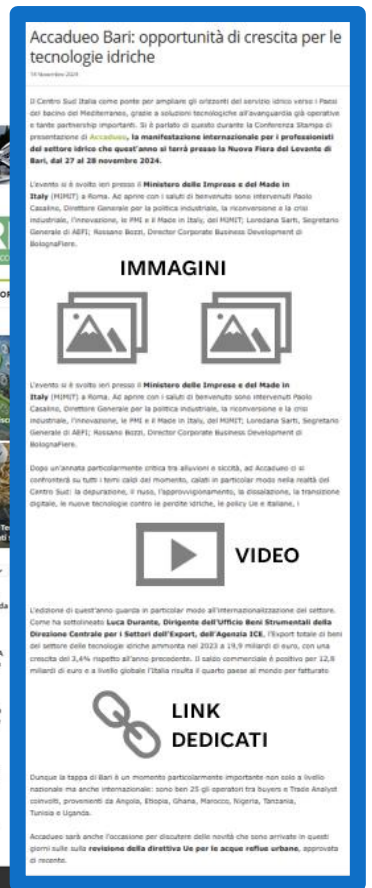 Accadueo Bari: opportunità di crescita per le
tecnologie idriche
14 Novembre 2024
Il Centro Sud Italia come ponte per ampliare gli orizzonti del servizio idrico verso i Paesi
del bacino del Mediterraneo, grazie a soluzioni tecnologiche all'avanguardia già operative
e tante partnership importanti. Si è parlato di questo durante la Conferenza Stampa di
presentazione di Accadueo, la manifestazione internazionale per i professionisti
del settore idrico che quest'anno si terrà presso la Nuova Fiera del Levante di
Bari, dal 27 al 28 novembre 2024.
L'evento si è svolto ieri presso il Ministero delle Imprese e del Made in
Italy (MIMIT) a Roma. Ad aprire con i saluti di benvenuto sono intervenuti Paolo
Casalino, Direttore Generale per la politica industriale, la riconversione e la crisi
industriale, l'innovazione, le PMI e il Made in Italy, del MIMIT; Loredana Sarti, Segretario
Generale di AEFI; Rossano Bozzi, Director Corporate Business Development di
BolognaFiere.
IMMAGINI
L'evento si è svolto ieri presso il Ministero delle Imprese e del Made in
Italy (MIMIT) a Roma. Ad aprire con i saluti di benvenuto sono intervenuti Paolo
Casalino, Direttore Generale per la politica industriale, la riconversione e la crisi
industriale, l'innovazione, le PMI e il Made in Italy, del MIMIT; Loredana Sarti, Segretario
Generale di AEFI; Rossano Bozzi, Director Corporate Business Development di
BolognaFiere.
Dopo un'annata particolarmente critica tra alluvioni e siccità, ad Accadueo ci si
confronterà su tutti i temi caldi del momento, calati in particolar modo nella realtà del
Centro Sud: la depurazione, il riuso, l'approvvigionamento, la dissalazione, la transizione
digitale, le nuove tecnologie contro le perdite idriche, le policy Ue e italiane, i
VIDEO
L'edizione di quest'anno guarda in particolar modo all'internazionalizzazione del settore.
Come ha sottolineato Luca Durante, Dirigente dell'Ufficio Beni Strumentali della
Direzione Centrale per i Settori dell'Export, dell'Agenzia ICE, l'Export totale di beni
del settore delle tecnologie idriche ammonta nel 2023 a 19,9 miliardi di euro, con una
crescita del 3,4% rispetto all'anno precedente. Il saldo commerciale è positivo per 12,8
miliardi di euro e a livello globale l'Italia risulta il quarto paese al mondo per fatturato
LINK
DEDICATI
Dunque la tappa di Bari è un momento particolarmente importante non solo a livello
nazionale ma anche internazionale: sono ben 25 gli operatori tra buyers e Trade Analyst
coinvolti, provenienti da Angola, Etiopia, Ghana, Marocco, Nigeria, Tanzania,
Tunisia e Uganda.
Accadueo sarà anche l'occasione per discutere delle novità che sono arrivate in questi
giorni sulle sulla revisione della direttiva Ue per le acque reflue urbane, approvata
di recente.